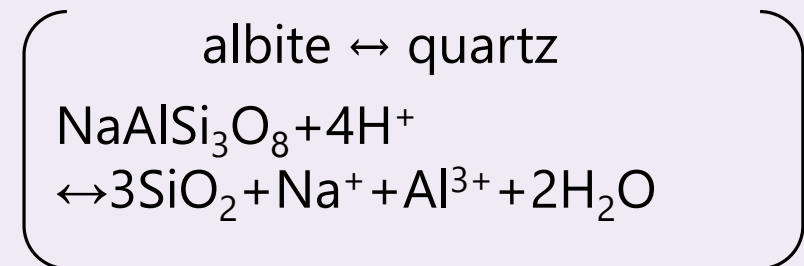 albite ↔ quartz
NaAlSi₃O₈+4H⁺
↔3SiO₂+Na⁺+Al³⁺+2H₂O